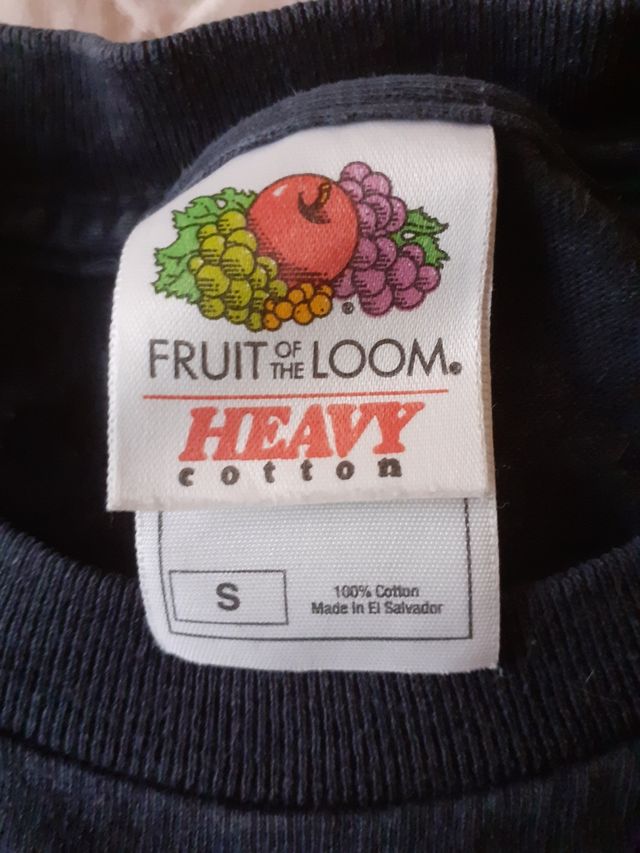 FRUIT OF THE LOOM®
HEAVY
cotton
S
100% Cotton
Made in El Salvador